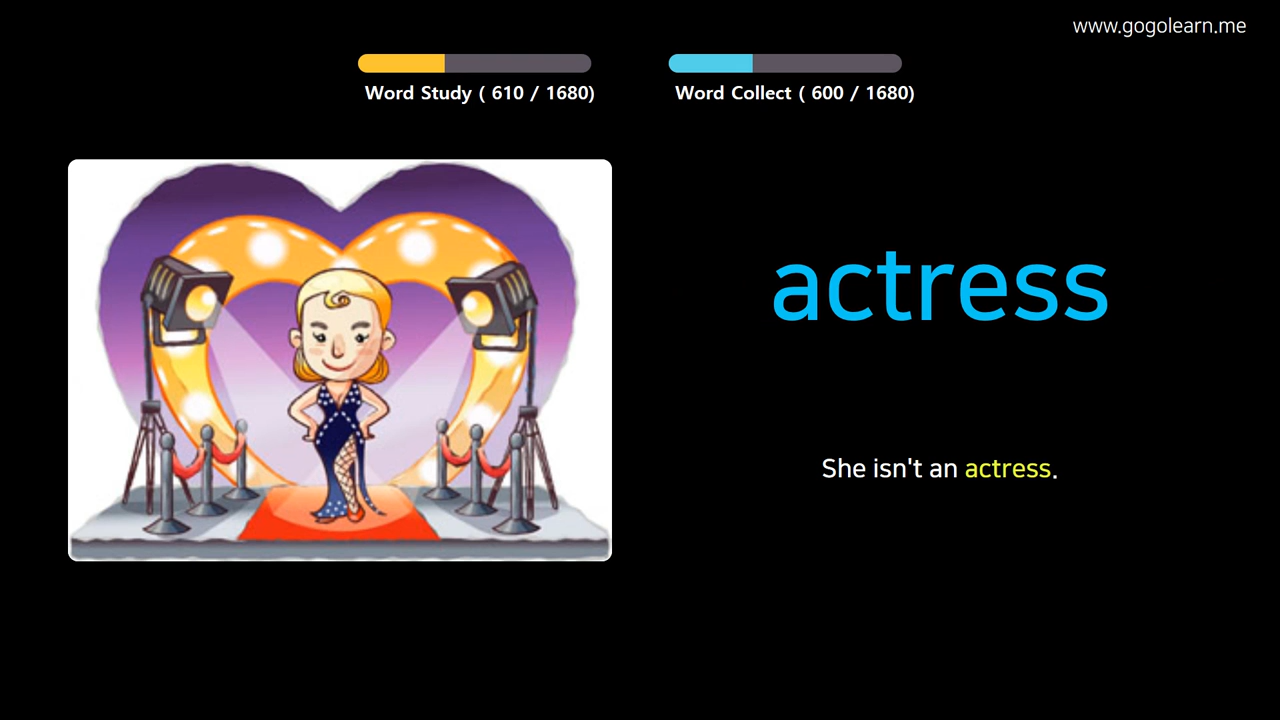 www.gogolearn.me
Word Study ( 610 / 1680)
Word Collect ( 600 / 1680)
actress
She isn't an actress.